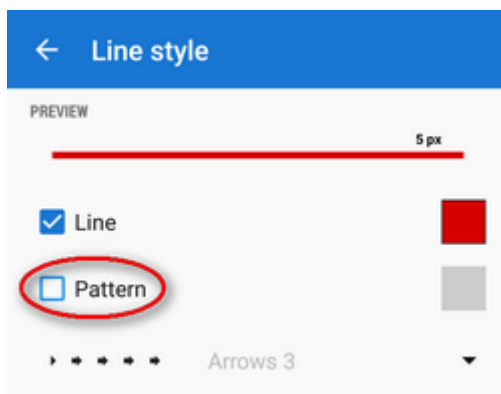 Line style
PREVIEW
5 px
Line
Pattern
Arrows 3